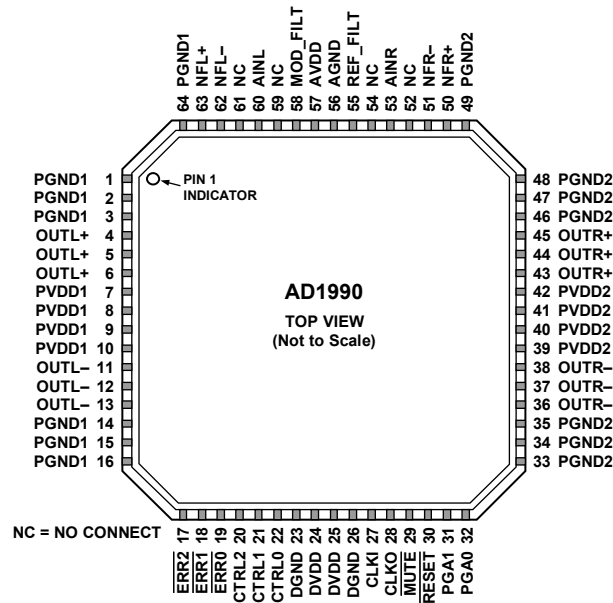 64 PGND1
63 NFL+
62 NFL–
61 NC
60 AINL
59 NC
58 MOD_FILT
57 AVDD
56 AGND
55 REF_FILT
54 NC
53 AINR
52 NC
51 NFR–
50 NFR+
49 PGND2
PGND1 1
PGND1 2
PGND1 3
OUTL+ 4
OUTL+ 5
OUTL+ 6
PVDD1 7
PVDD1 8
PVDD1 9
PVDD1 10
OUTL– 11
OUTL– 12
OUTL– 13
PGND1 14
PGND1 15
PGND1 16
PIN 1
INDICATOR
AD1990
TOP VIEW
(Not to Scale)
48 PGND2
47 PGND2
46 PGND2
45 OUTR+
44 OUTR+
43 OUTR+
42 PVDD2
41 PVDD2
40 PVDD2
39 PVDD2
38 OUTR–
37 OUTR–
36 OUTR–
35 PGND2
34 PGND2
33 PGND2
NC = NO CONNECT
ERR2 17
ERR1 18
ERR0 19
CTRL2 20
CTRL1 21
CTRL0 22
DGND 23
DVDD 24
DVDD 25
DGND 26
CLKI 27
CLKO 28
MUTE 29
RESET 30
PGA1 31
PGA0 32